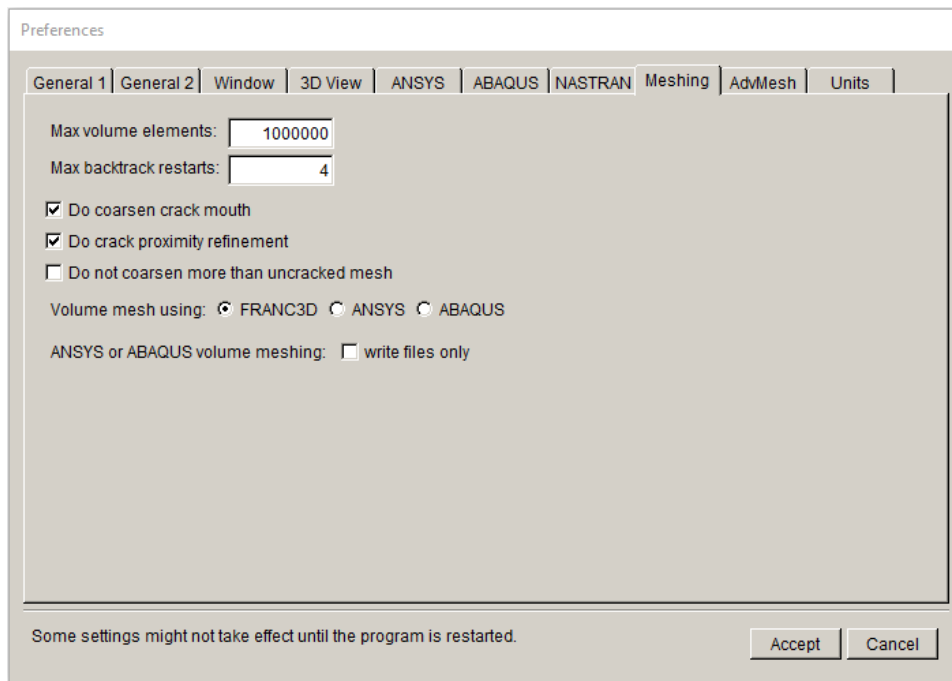 Preferences
General 1 General 2 Window 3D View ANSYS ABAQUS NASTRAN Meshing AdvMesh Units
Max volume elements: 1000000
Max backtrack restarts: 4
Do coarsen crack mouth
Do crack proximity refinement
Do not coarsen more than uncracked mesh
Volume mesh using: FRANC3D ANSYS ABAQUS
ANSYS or ABAQUS volume meshing: write files only
Some settings might not take effect until the program is restarted.
Accept Cancel